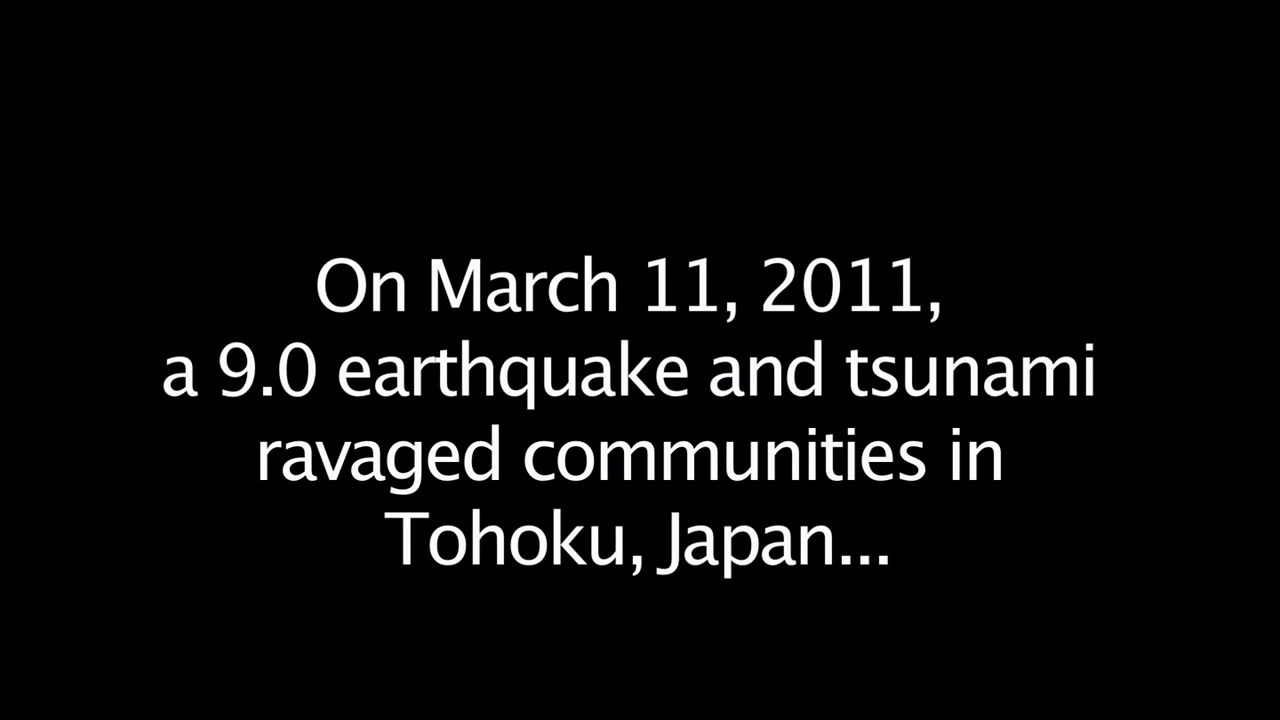 On March 11, 2011,
a 9.0 earthquake and tsunami
ravaged communities in
Tohoku, Japan...